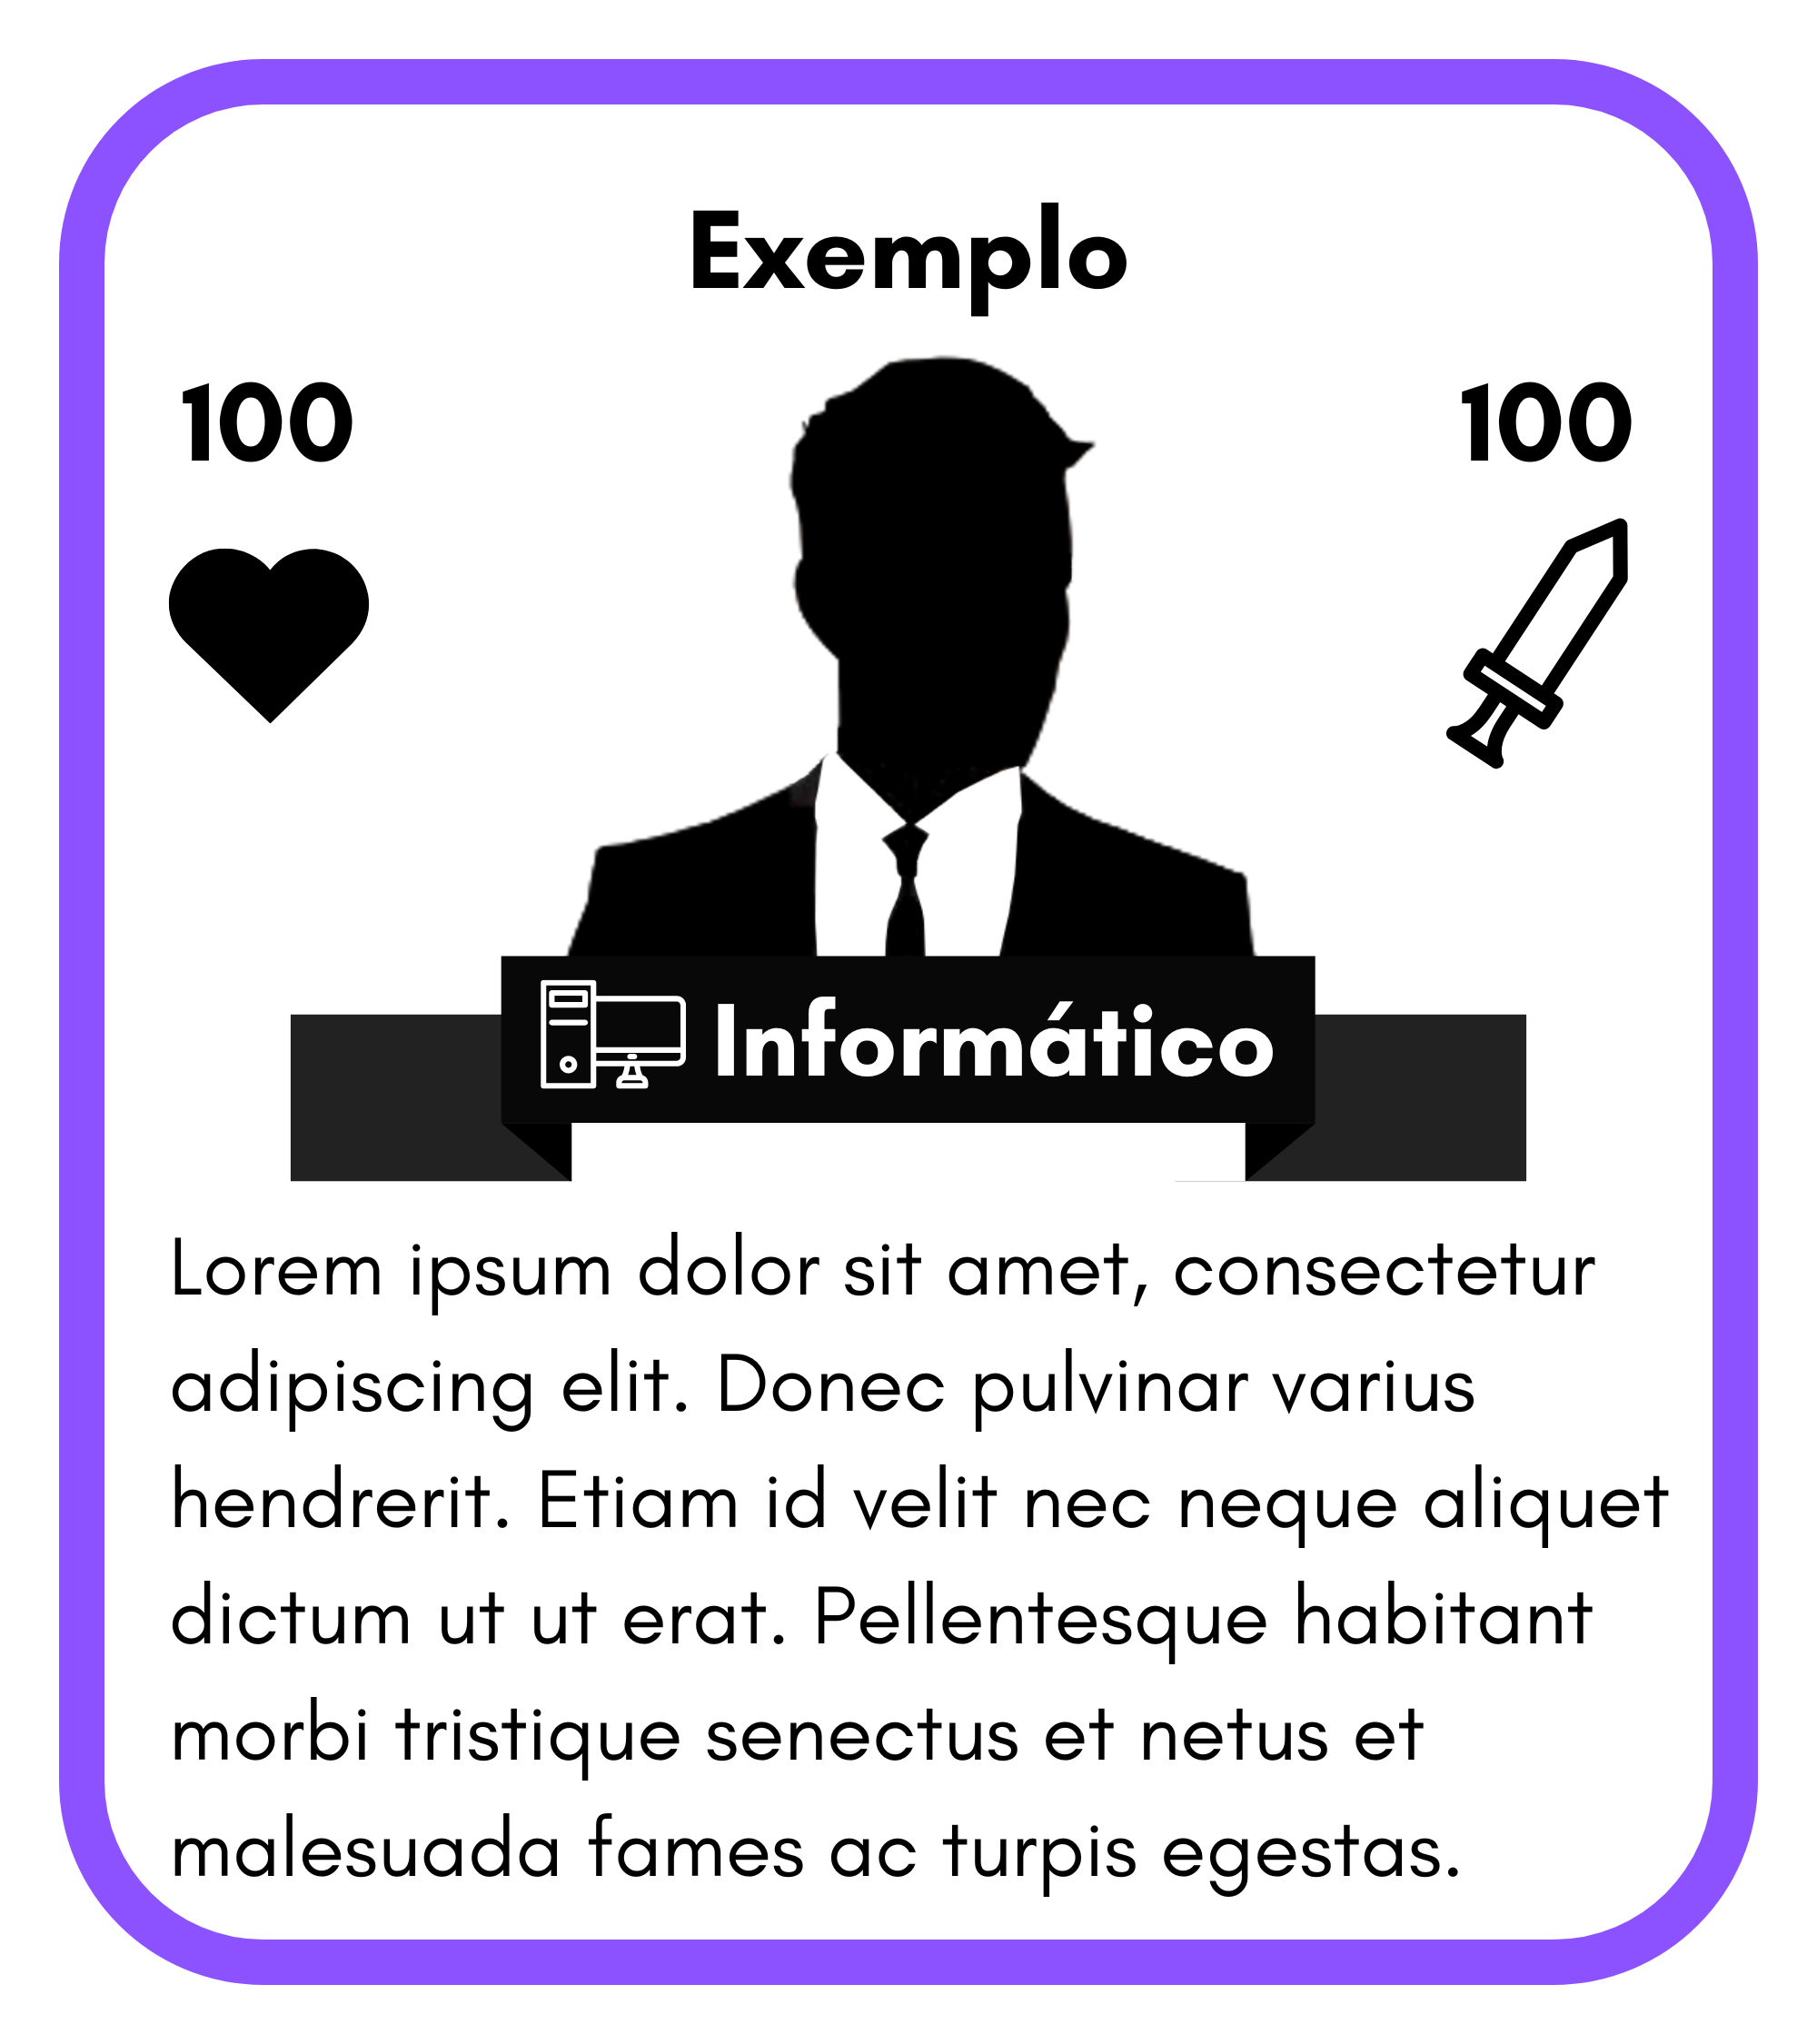 Exemplo
100
100
Informático
Lorem ipsum dolor sit amet, consectetur
adipiscing elit. Donec pulvinar varius
hendrerit. Etiam id velit nec neque aliquet
dictum ut ut erat. Pellentesque habitant
morbi tristique senectus et netus et
malesuada fames ac turpis egestas.